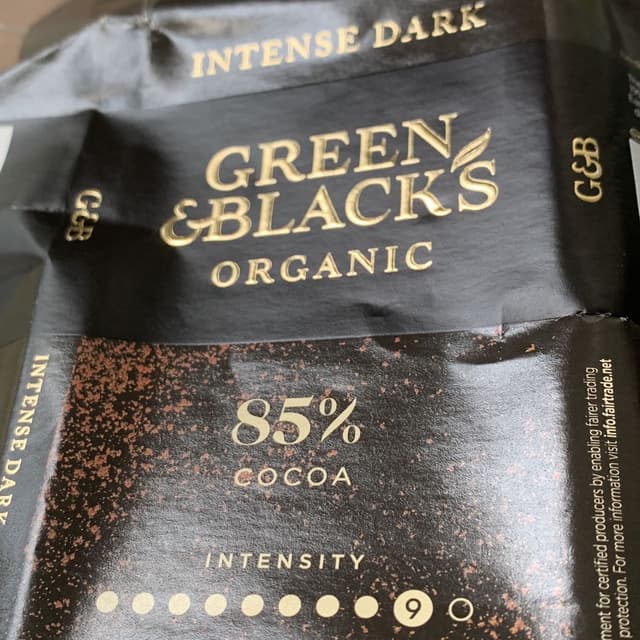 INTENSE DARK
GREEN
&BLACK'S
ORGANIC
G&B
G&B
85%
COCOA
INTENSITY
9
INTENSE DARK
ment for certified producers by enabling fairer trading
protection. For more information visit info.fairtrade.net